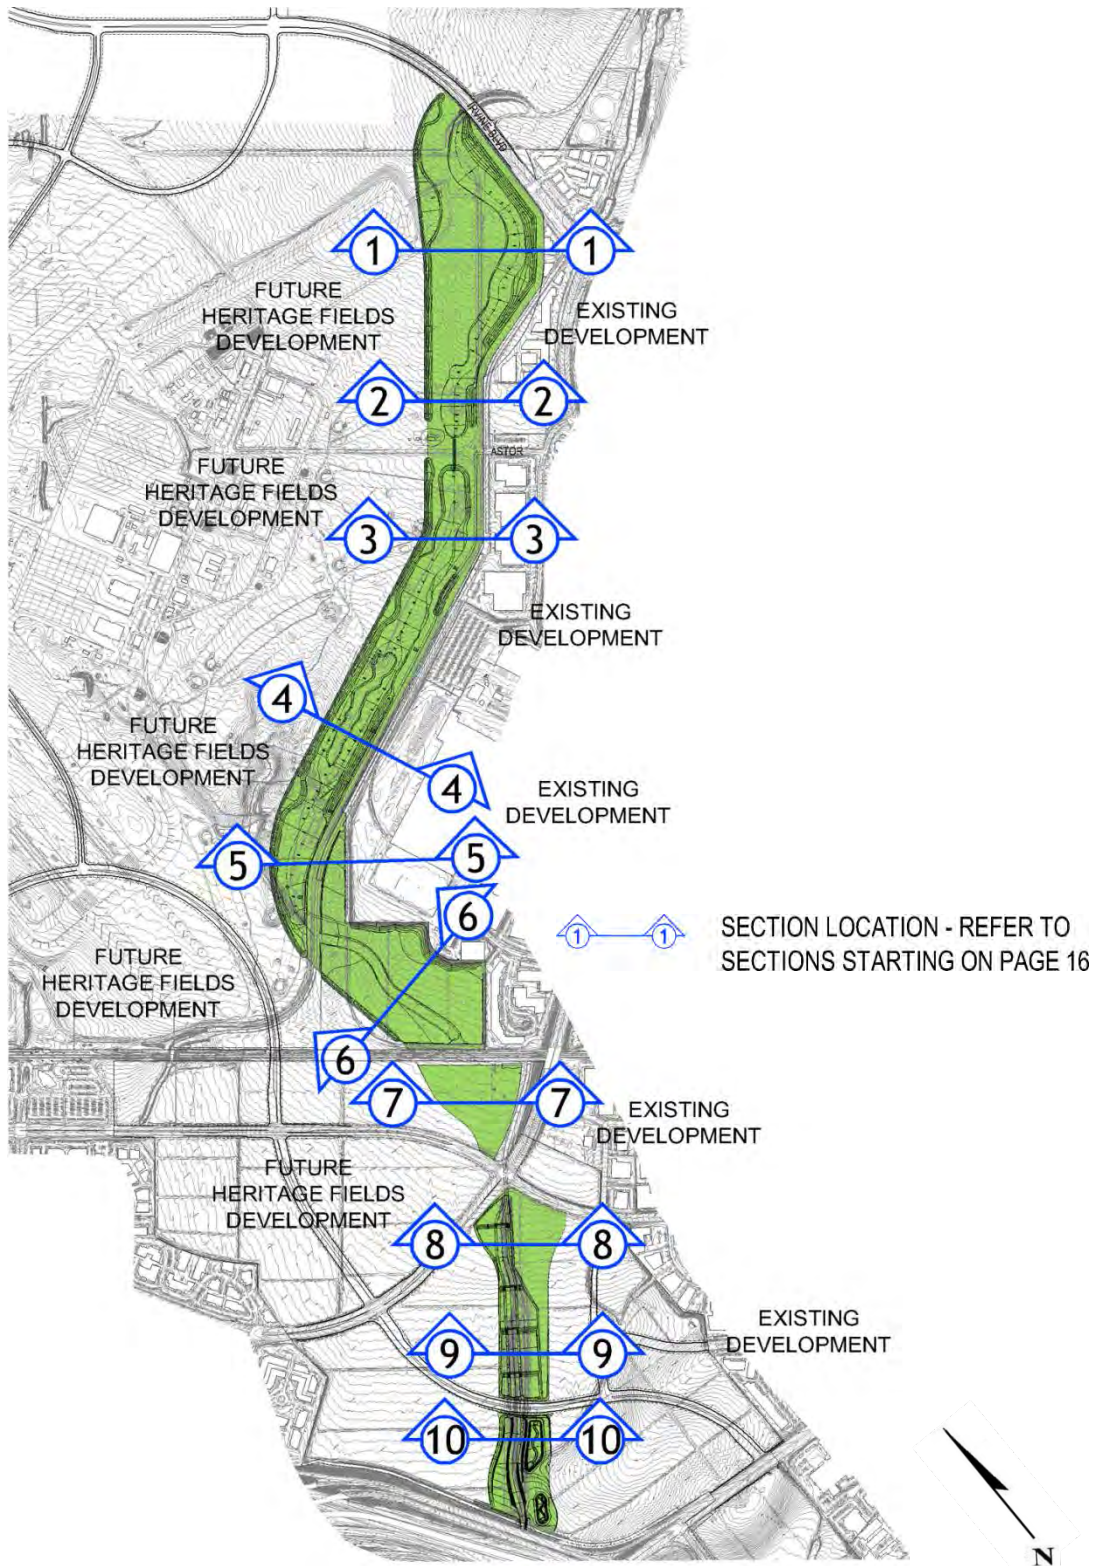 IRVINE BLVD
1
1
FUTURE
HERITAGE FIELDS
DEVELOPMENT
EXISTING
DEVELOPMENT
2
2
ASTOR
FUTURE
HERITAGE FIELDS
DEVELOPMENT
3
3
EXISTING
DEVELOPMENT
4
4
FUTURE
HERITAGE FIELDS
DEVELOPMENT
EXISTING
DEVELOPMENT
5
5
6
6
1
1
SECTION LOCATION - REFER TO
SECTIONS STARTING ON PAGE 16
FUTURE
HERITAGE FIELDS
DEVELOPMENT
7
7
EXISTING
DEVELOPMENT
FUTURE
HERITAGE FIELDS
DEVELOPMENT
8
8
EXISTING
DEVELOPMENT
9
9
10
10
N